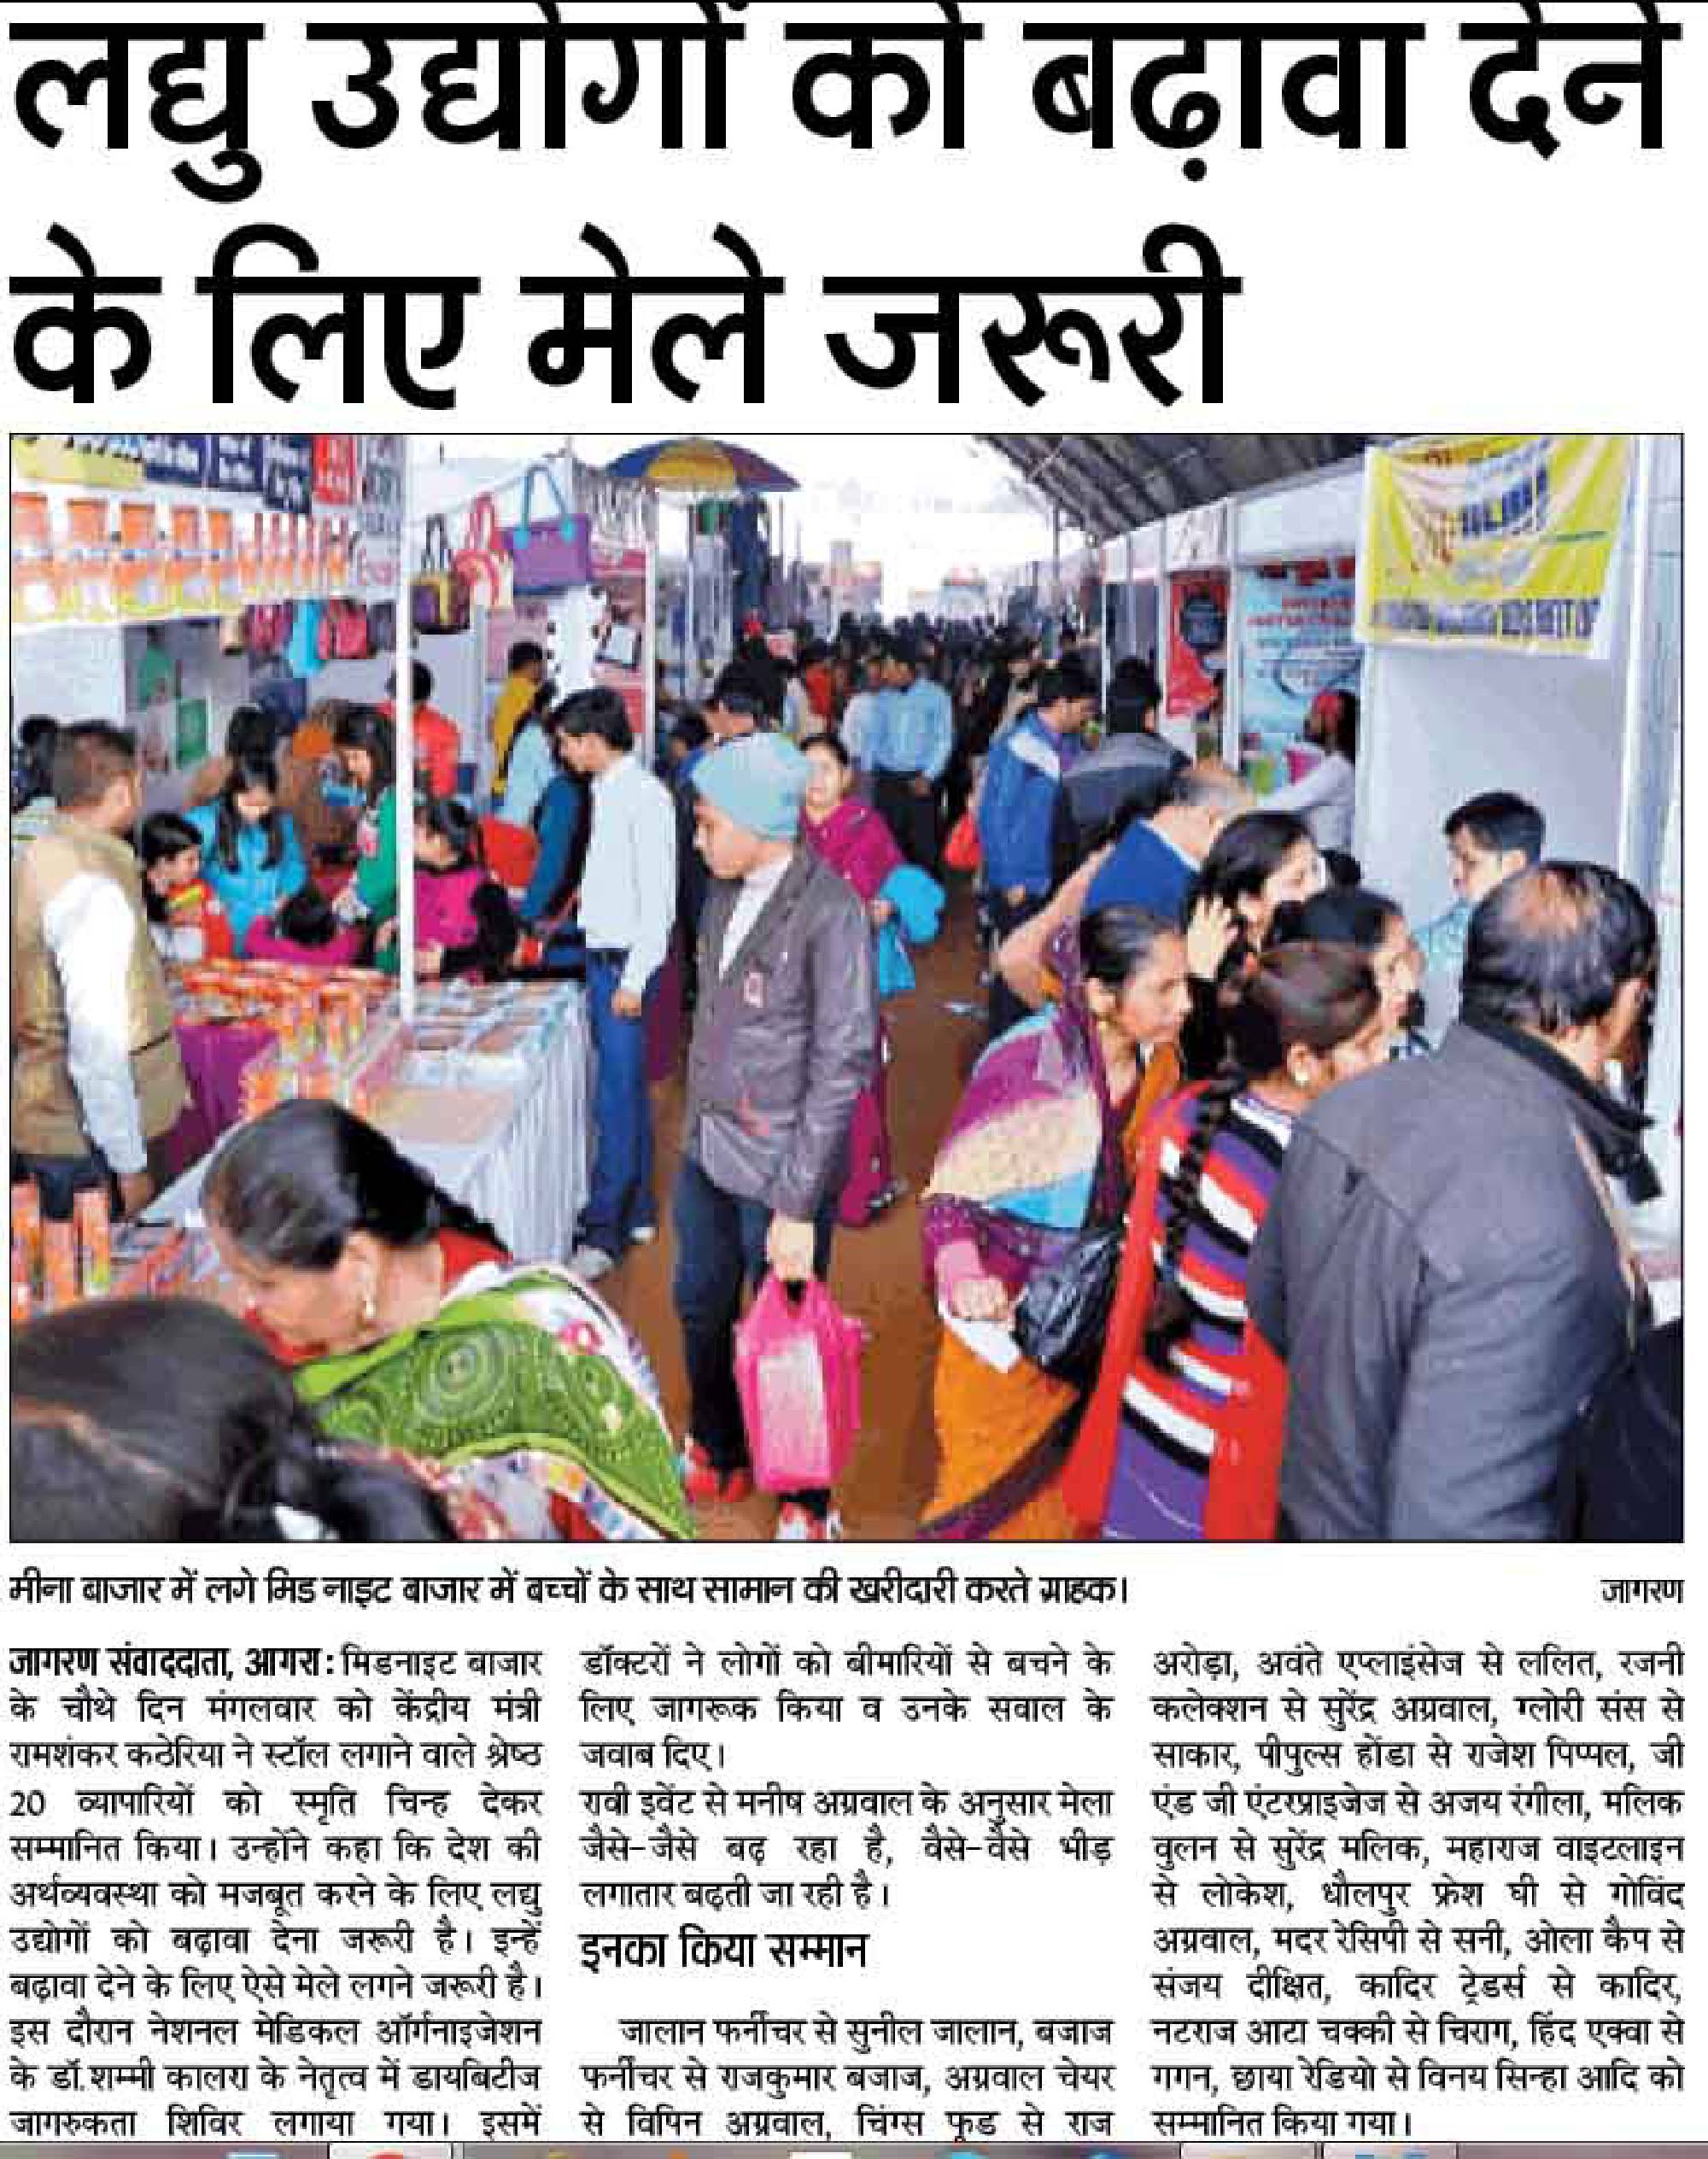 लद्यु उद्योगों को बढ़ावा देने
के लिए मेले जरूरी
मीना बाजार में लगे मिड नाइट बाजार में बच्चों के साथ सामान की खरीदारी करते ग्राहक।
जागरण
जागरण संवाददाता, आगरा: मिडनाइट बाजार
के चौथे दिन मंगलवार को केंद्रीय मंत्री
रामशंकर कठेरिया ने स्टॉल लगाने वाले श्रेष्ठ
20 व्यापारियों को स्मृति चिन्ह देकर
सम्मानित किया। उन्होंने कहा कि देश की
अर्थव्यवस्था को मजबूत करने के लिए लद्यु
उद्योगों को बढ़ावा देना जरूरी है। इन्हें
बढ़ावा देने के लिए ऐसे मेले लगने जरूरी है।
इस दौरान नेशनल मेडिकल ऑर्गनाइजेशन
के डॉ. शम्मी कालरा के नेतृत्व में डायबिटीज
जागरुकता शिविर लगाया गया। इसमें
डॉक्टरों ने लोगों को बीमारियों से बचने के
लिए जागरूक किया व उनके सवाल के
जवाब दिए।
रावी इवेंट से मनीष अग्रवाल के अनुसार मेला
जैसे-जैसे बढ़ रहा है, वैसे-वैसे भीड़
लगातार बढ़ती जा रही है।
इनका किया सम्मान
जालान फर्नीचर से सुनील जालान, बजाज
फर्नीचर से राजकुमार बजाज, अग्रवाल चेयर
से विपिन अग्रवाल, चिंग्स फूड से राज
अरोड़ा, अवंते एप्लाइंसेज से ललित, रजनी
कलेक्शन से सुरेंद्र अग्रवाल, ग्लोरी संस से
साकार, पीपुल्स होंडा से राजेश पिप्पल, जी
एंड जी एंटरप्राइजेज से अजय रंगीला, मलिक
वुलन से सुरेंद्र मलिक, महाराज वाइटलाइन
से लोकेश, धौलपुर फ्रेश घी से गोविंद
अग्रवाल, मदर रेसिपी से सनी, ओला कैप से
संजय दीक्षित, कादिर ट्रेडर्स से कादिर,
नटराज आटा चक्की से चिराग, हिंद एक्वा से
गगन, छाया रेडियो से विनय सिन्हा आदि को
सम्मानित किया गया।